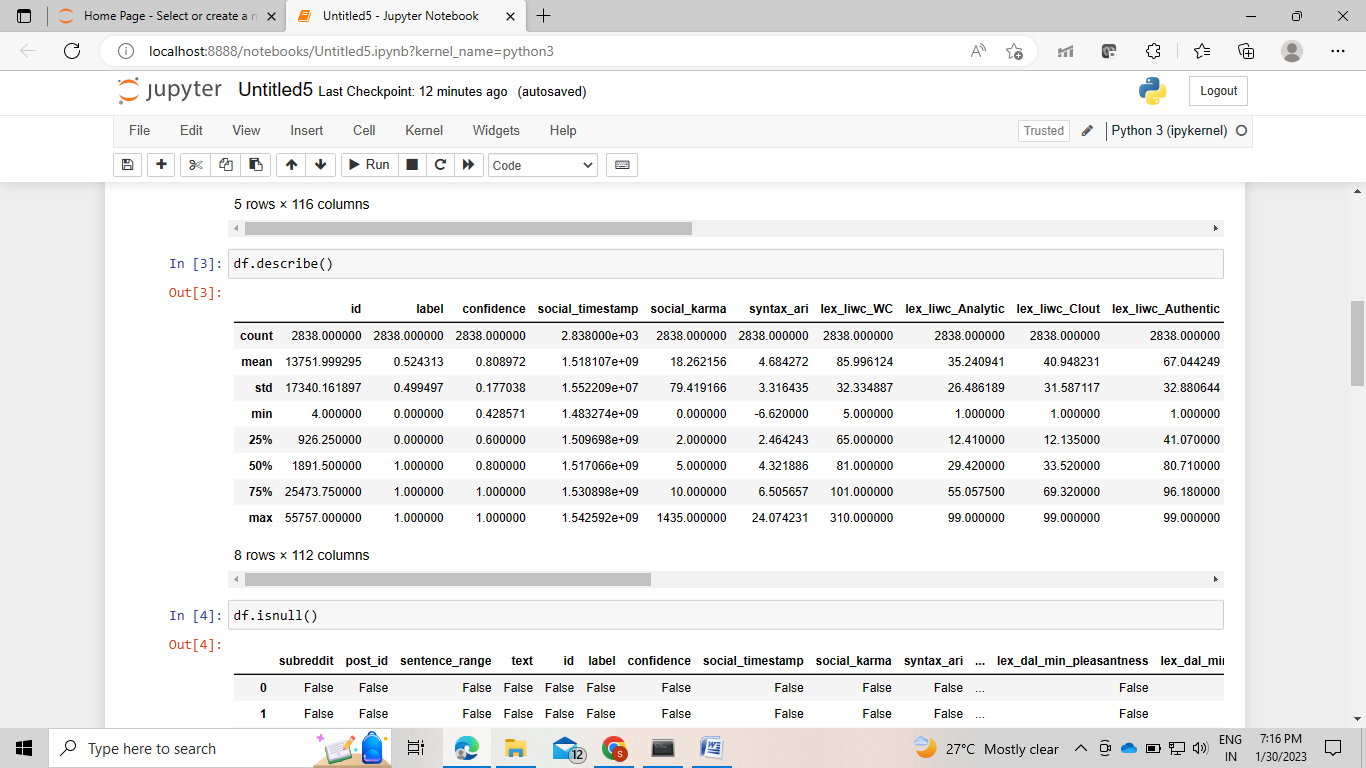 Home Page - Select or create a n
Untitled5 - Jupyter Notebook
localhost:8888/notebooks/Untitled5.ipynb?kernel_name=python3
jupyter Untitled5 Last Checkpoint: 12 minutes ago (autosaved)
Logout
File Edit View Insert Cell Kernel Widgets Help
Trusted Python 3 (ipykernel)
Run Code
5 rows × 116 columns
In [3]: df.describe()
Out[3]:
id label confidence social_timestamp social_karma syntax_ari lex_liwc_WC lex_liwc_Analytic lex_liwc_Clout lex_liwc_Authentic
count 2838.000000 2838.000000 2838.000000 2.838000e+03 2838.000000 2838.000000 2838.000000 2838.000000 2838.000000 2838.000000
mean 13751.999295 0.524313 0.808972 1.518107e+09 18.262156 4.684272 85.996124 35.240941 40.948231 67.044249
std 17340.161897 0.499497 0.177038 1.552209e+07 79.419166 3.316435 32.334887 26.486189 31.587117 32.880644
min 4.000000 0.000000 0.428571 1.483274e+09 0.000000 -6.620000 5.000000 1.000000 1.000000 1.000000
25% 926.250000 0.000000 0.600000 1.509698e+09 2.000000 2.464243 65.000000 12.410000 12.135000 41.070000
50% 1891.500000 1.000000 0.800000 1.517066e+09 5.000000 4.321886 81.000000 29.420000 33.520000 80.710000
75% 25473.750000 1.000000 1.000000 1.530898e+09 10.000000 6.505657 101.000000 55.057500 69.320000 96.180000
max 55757.000000 1.000000 1.000000 1.542592e+09 1435.000000 24.074231 310.000000 99.000000 99.000000 99.000000
8 rows × 112 columns
In [4]: df.isnull()
Out[4]:
subreddit post_id sentence_range text id label confidence social_timestamp social_karma syntax_ari ... lex_dal_min_pleasantness lex_dal_mi
0 False False False False False False False False False False ... False
1 False False False False False False False False False False ... False
Type here to search
12
S
27°C Mostly clear
ENG
IN
7:16 PM
1/30/2023